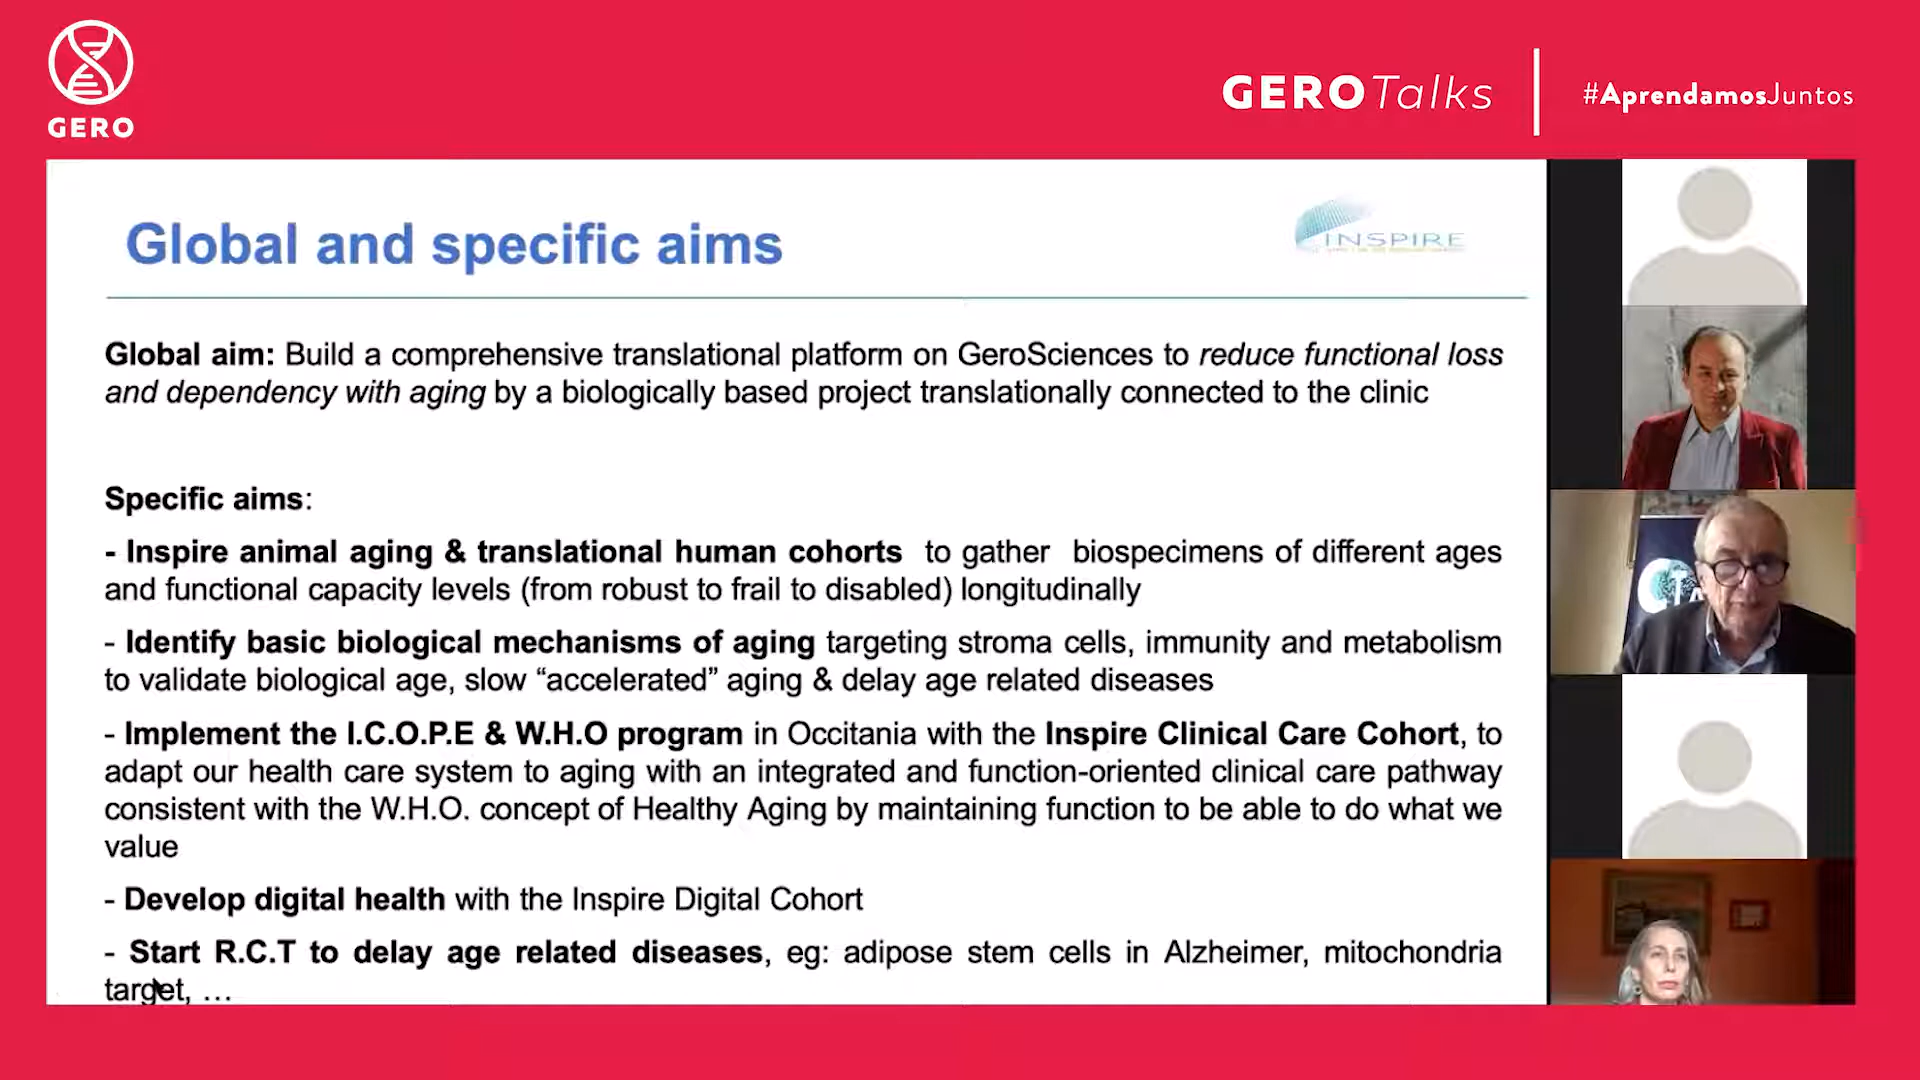 GERO
GERO Talks
#AprendamosJuntos
Global and specific aims
INSPIRE
Global aim: Build a comprehensive translational platform on GeroSciences to reduce functional loss
and dependency with aging by a biologically based project translationally connected to the clinic
Specific aims:
- Inspire animal aging & translational human cohorts to gather biospecimens of different ages
and functional capacity levels (from robust to frail to disabled) longitudinally
- Identify basic biological mechanisms of aging targeting stroma cells, immunity and metabolism
to validate biological age, slow “accelerated” aging & delay age related diseases
- Implement the I.C.O.P.E & W.H.O program in Occitania with the Inspire Clinical Care Cohort, to
adapt our health care system to aging with an integrated and function-oriented clinical care pathway
consistent with the W.H.O. concept of Healthy Aging by maintaining function to be able to do what we
value
- Develop digital health with the Inspire Digital Cohort
- Start R.C.T to delay age related diseases, eg: adipose stem cells in Alzheimer, mitochondria
target, …